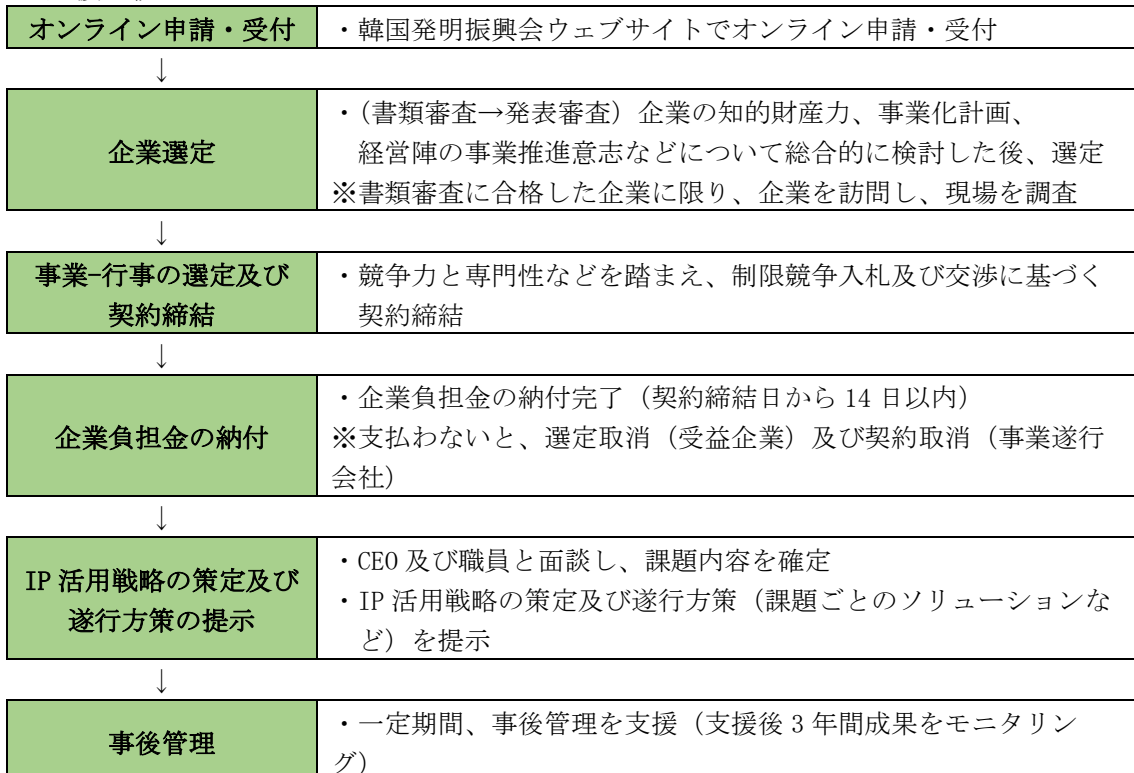 オンライン申請・受付
・韓国発明振興会ウェブサイトでオンライン申請・受付
↓
企業選定
・(書類審査→発表審査) 企業の知的財産力、事業化計画、
経営陣の事業推進意志などについて総合的に検討した後、選定
※書類審査に合格した企業に限り、企業を訪問し、現場を調査
↓
事業-行事の選定及び
契約締結
・競争力と専門性などを踏まえ、制限競争入札及び交渉に基づく
契約締結
↓
企業負担金の納付
・企業負担金の納付完了（契約締結日から 14 日以内）
※支払わないと、選定取消（受益企業）及び契約取消（事業遂行
会社）
↓
IP 活用戦略の策定及び
遂行方策の提示
・CEO 及び職員と面談し、課題内容を確定
・IP 活用戦略の策定及び遂行方策（課題ごとのソリューションな
ど）を提示
↓
事後管理
・一定期間、事後管理を支援（支援後 3 年間成果をモニタリン
グ）